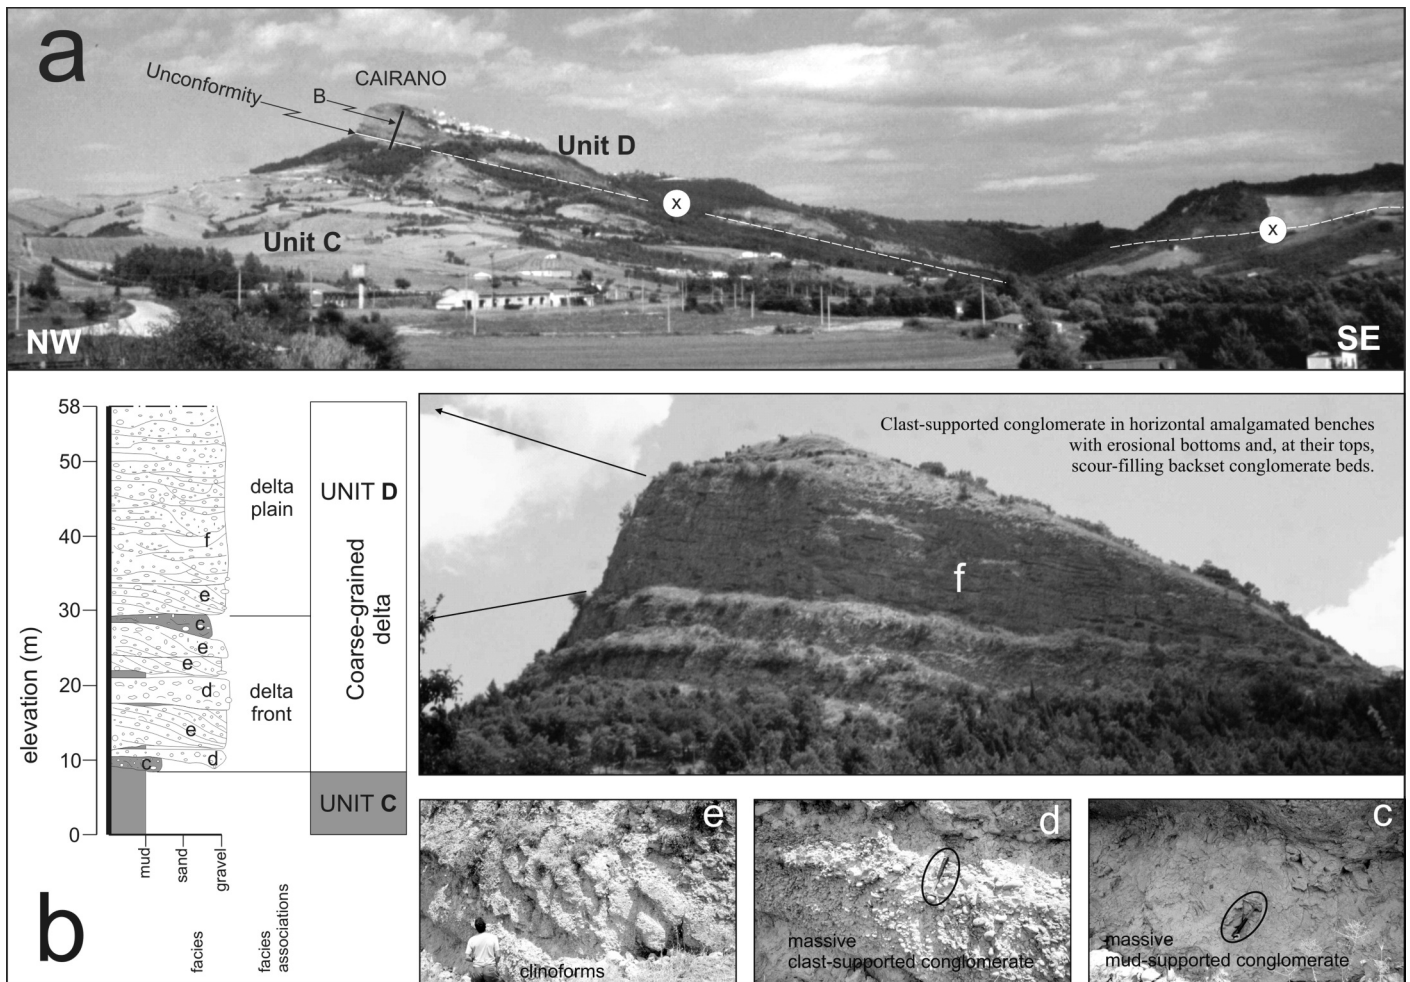 a
Unconformity
B
CAIRANO
Unit D
x
x
Unit C
NW
SE
58
50
40
30
20
10
0
elevation (m)
f
e
c
e
e
d
e
d
c
mud
sand
gravel
facies
facies
associations
delta
plain
delta
front
UNIT D
Coarse-grained
delta
UNIT C
b
Clast-supported conglomerate in horizontal amalgamated benches
with erosional bottoms and, at their tops,
scour-filling backset conglomerate beds.
f
e
clinoforms
d
massive
clast-supported conglomerate
c
massive
mud-supported conglomerate